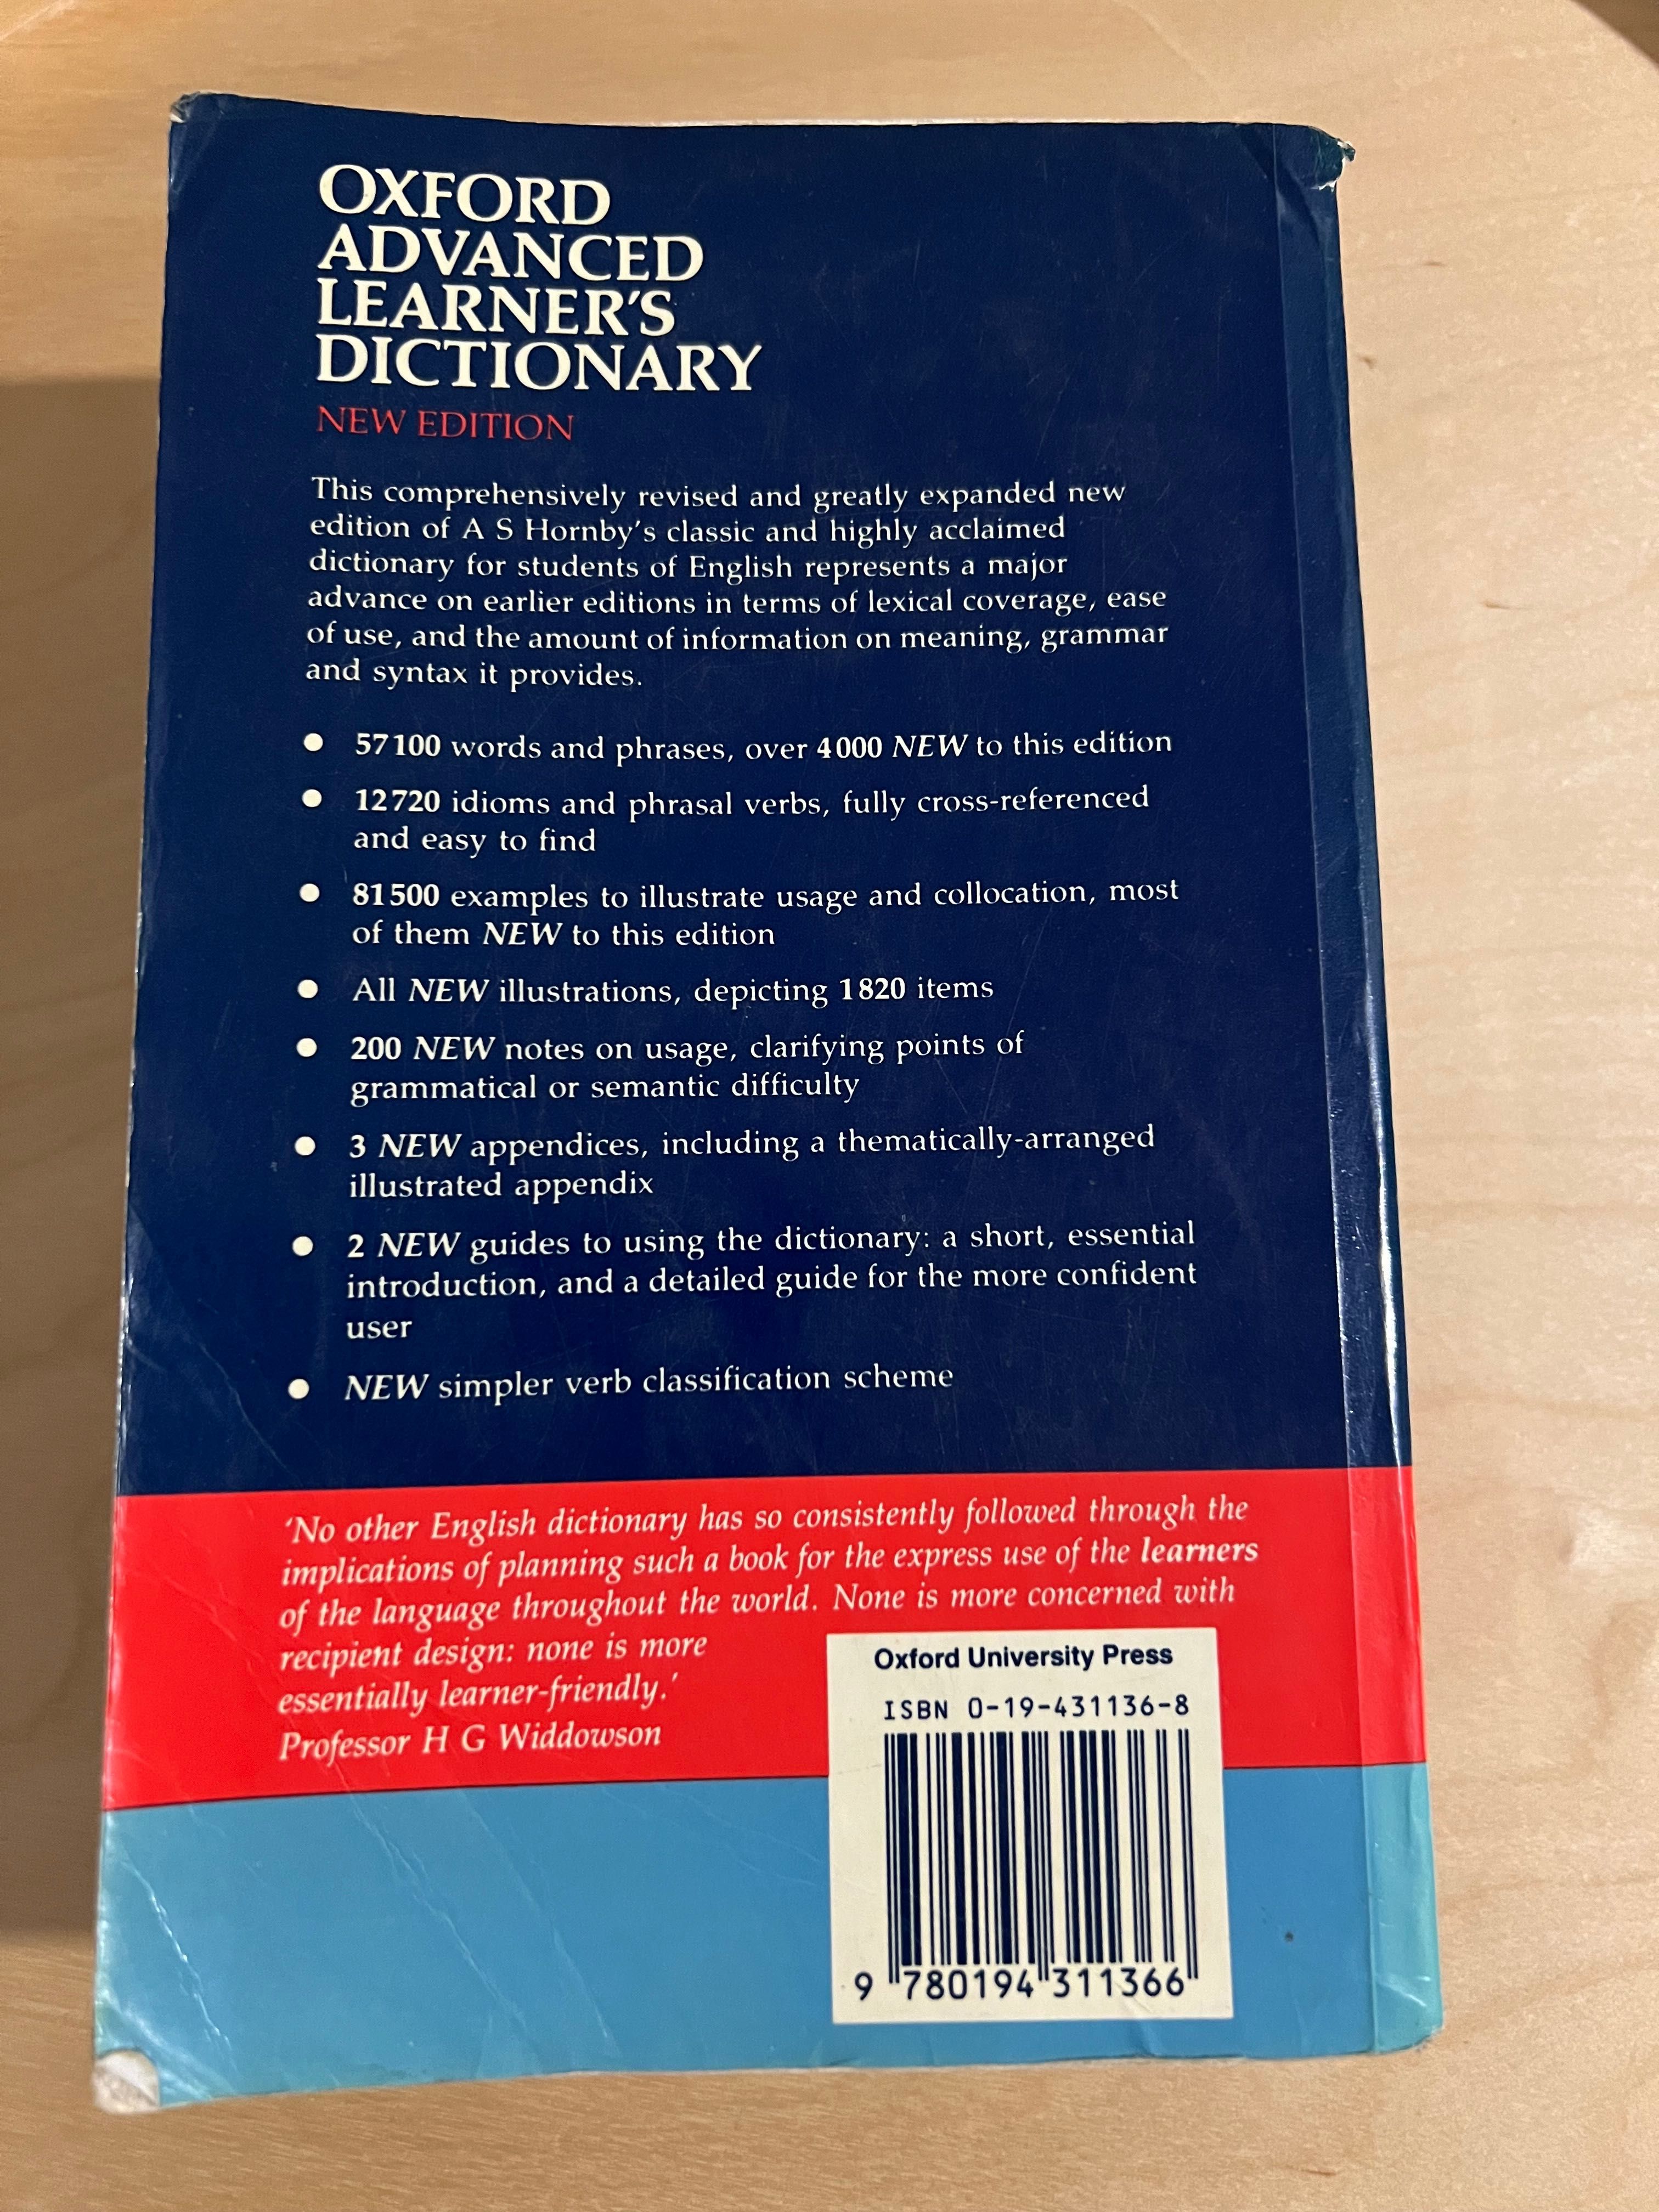 OXFORD
ADVANCED
LEARNER'S
DICTIONARY
NEW EDITION
This comprehensively revised and greatly expanded new
edition of A S Hornby's classic and highly acclaimed
dictionary for students of English represents a major
advance on earlier editions in terms of lexical coverage, ease
of use, and the amount of information on meaning, grammar
and syntax it provides.
● 57100 words and phrases, over 4000 NEW to this edition
● 12720 idioms and phrasal verbs, fully cross-referenced
and easy to find
● 81500 examples to illustrate usage and collocation, most
of them NEW to this edition
● All NEW illustrations, depicting 1820 items
● 200 NEW notes on usage, clarifying points of
grammatical or semantic difficulty
● 3 NEW appendices, including a thematically-arranged
illustrated appendix
● 2 NEW guides to using the dictionary: a short, essential
introduction, and a detailed guide for the more confident
user
● NEW simpler verb classification scheme
'No other English dictionary has so consistently followed through the
implications of planning such a book for the express use of the learners
of the language throughout the world. None is more concerned with
recipient design: none is more
essentially learner-friendly.'
Professor H G Widdowson
Oxford University Press
ISBN 0-19-431136-8
9 780194 311366